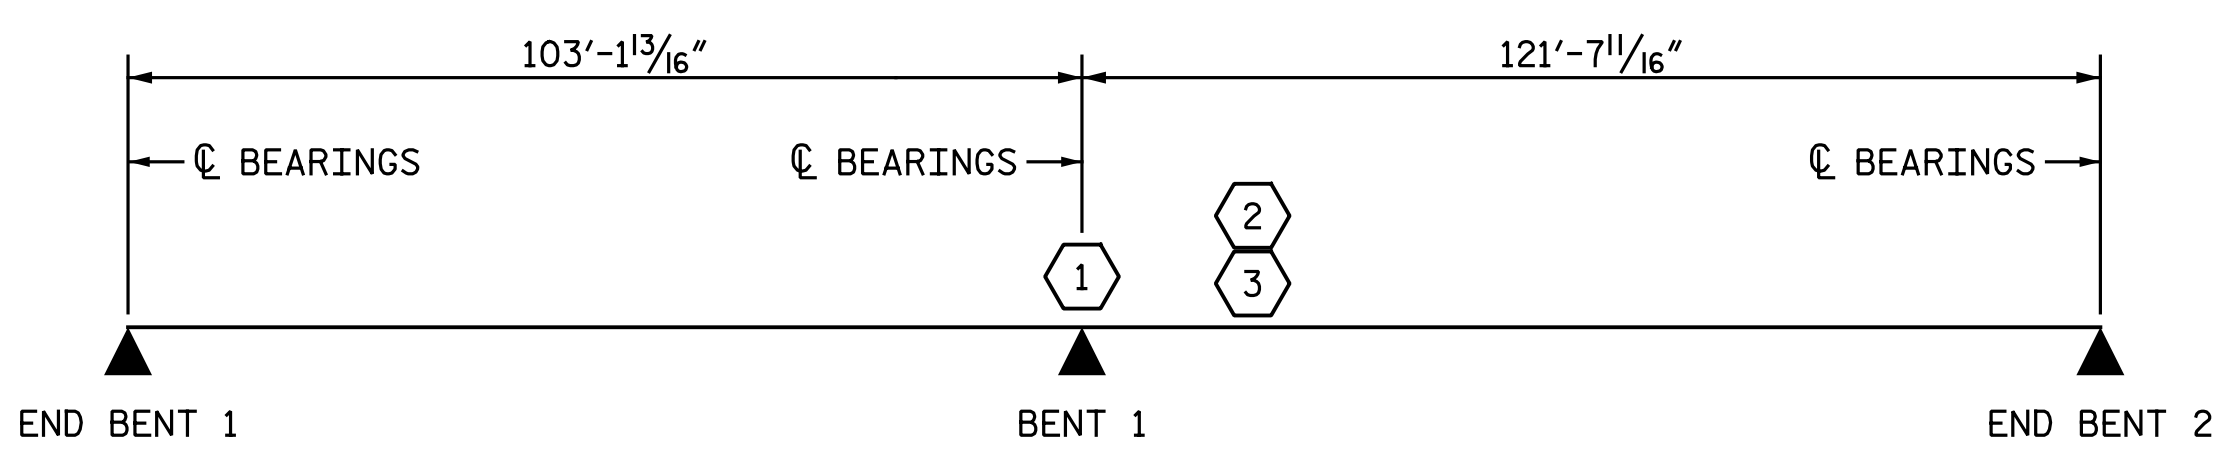 103'-1 13/16" 121'-7 11/16"
℄ BEARINGS ℄ BEARINGS ℄ BEARINGS
2
1
3
END BENT 1 BENT 1 END BENT 2